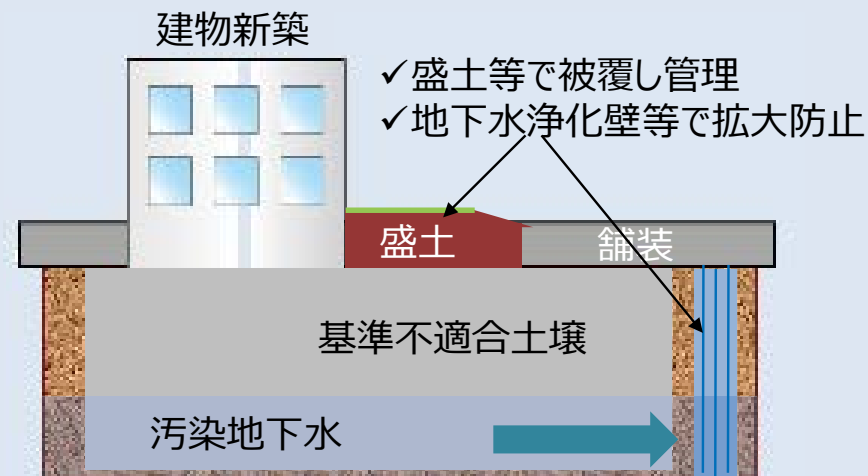 建物新築
✓盛土等で被覆し管理
✓地下水浄化壁等で拡大防止
盛土
舗装
基準不適合土壌
汚染地下水